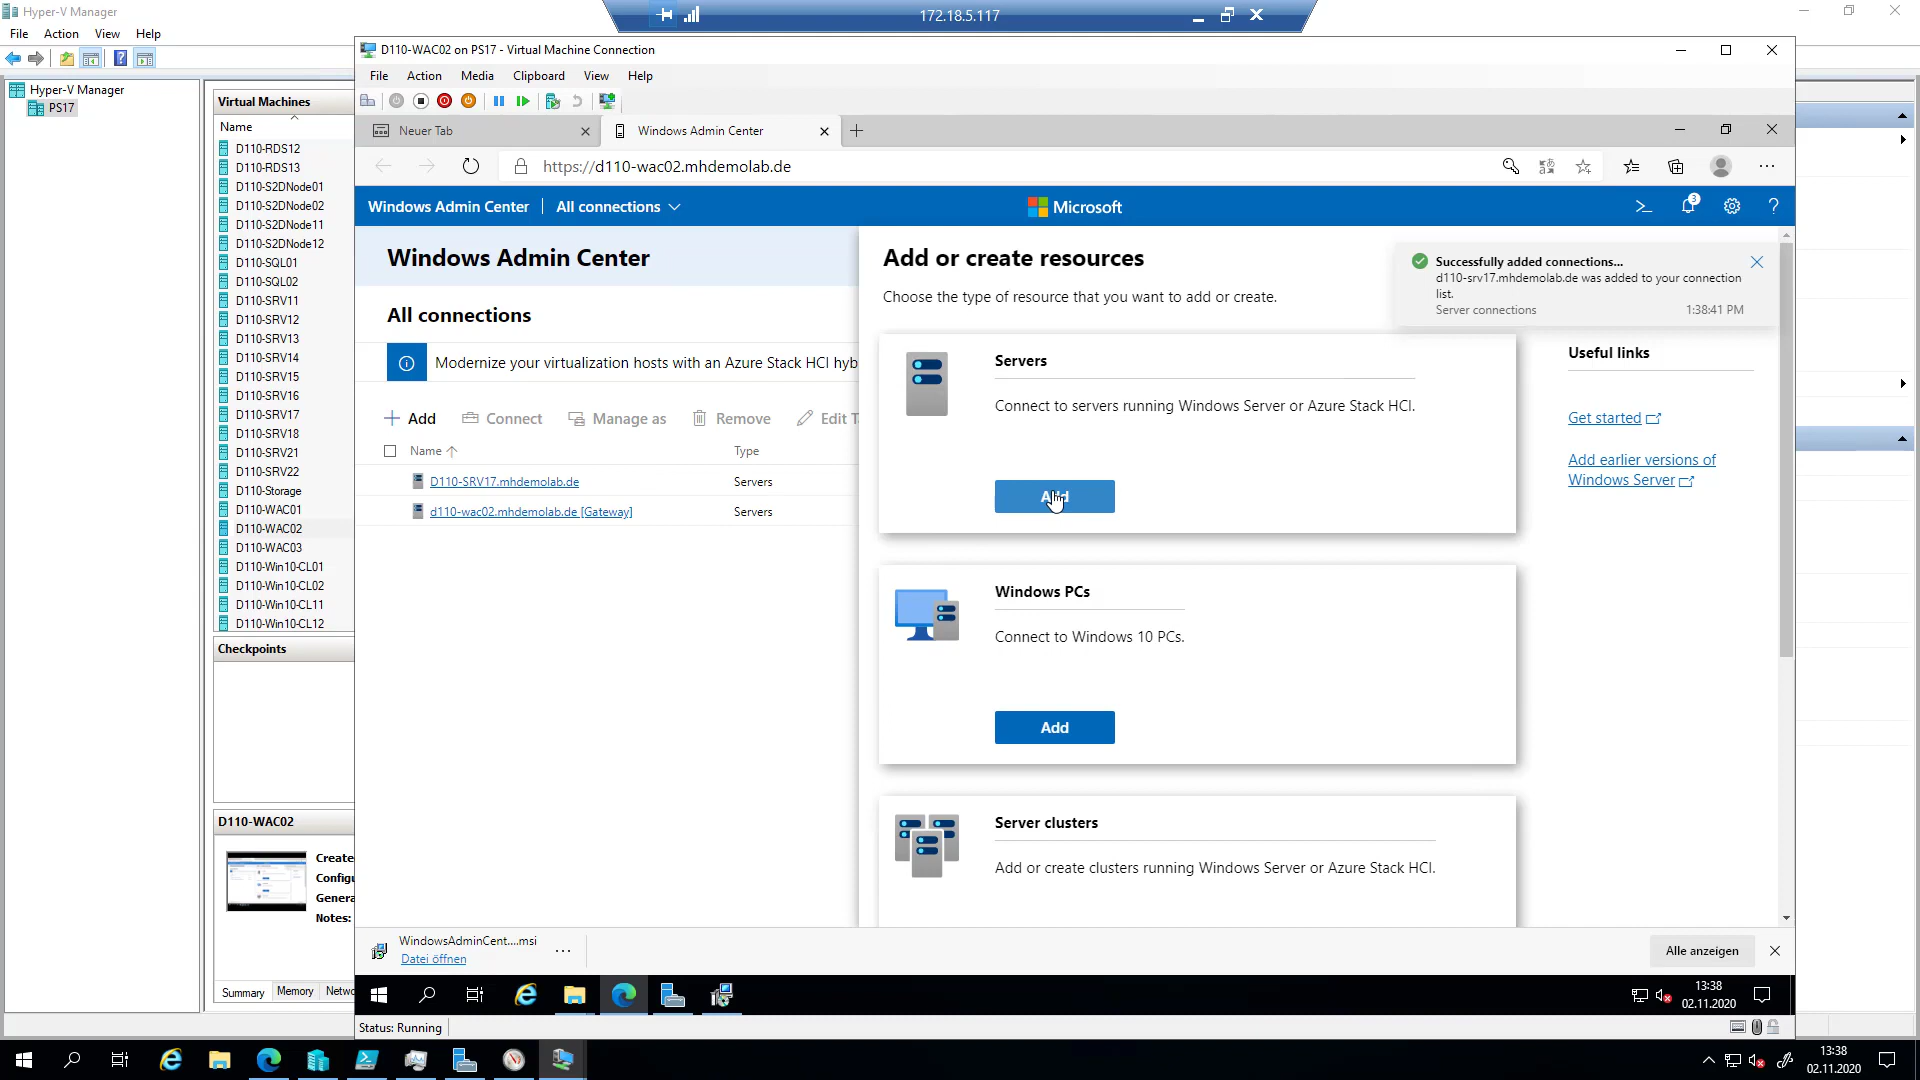 Hyper-V Manager
File Action View Help
172.18.5.117
Hyper-V Manager
PS17
Virtual Machines
Name
D110-RDS12
D110-RDS13
D110-S2DNode01
D110-S2DNode02
D110-S2DNode11
D110-S2DNode12
D110-SQL01
D110-SQL02
D110-SRV11
D110-SRV12
D110-SRV13
D110-SRV14
D110-SRV15
D110-SRV16
D110-SRV17
D110-SRV18
D110-SRV21
D110-SRV22
D110-Storage
D110-WAC01
D110-WAC02
D110-WAC03
D110-Win10-CL01
D110-Win10-CL02
D110-Win10-CL11
D110-Win10-CL12
Checkpoints
D110-WAC02
Create
Configu
Genera
Notes:
Summary Memory Netwo
D110-WAC02 on PS17 - Virtual Machine Connection
File Action Media Clipboard View Help
Neuer Tab
Windows Admin Center
https://d110-wac02.mhdemolab.de
Windows Admin Center
All connections
Microsoft
3
?
Windows Admin Center
All connections
Modernize your virtualization hosts with an Azure Stack HCI hyb
Add Connect Manage as Remove Edit T
Name Type
D110-SRV17.mhdemolab.de Servers
d110-wac02.mhdemolab.de [Gateway] Servers
Add or create resources
Choose the type of resource that you want to add or create.
Successfully added connections...
d110-srv17.mhdemolab.de was added to your connection
list.
Server connections 1:38:41 PM
Servers
Connect to servers running Windows Server or Azure Stack HCI.
Add
Windows PCs
Connect to Windows 10 PCs.
Add
Server clusters
Add or create clusters running Windows Server or Azure Stack HCI.
Useful links
Get started
Add earlier versions of
Windows Server
WindowsAdminCent....msi
Datei öffnen
Alle anzeigen
13:38
02.11.2020
Status: Running
13:38
02.11.2020